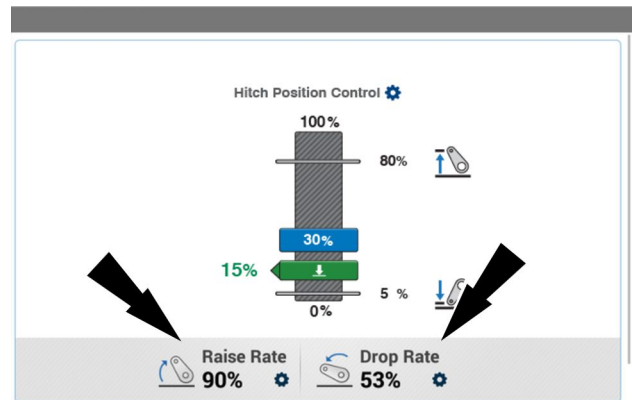 Hitch Position Control
100%
80%
30%
15%
5 %
0%
Raise Rate
90%
Drop Rate
53%